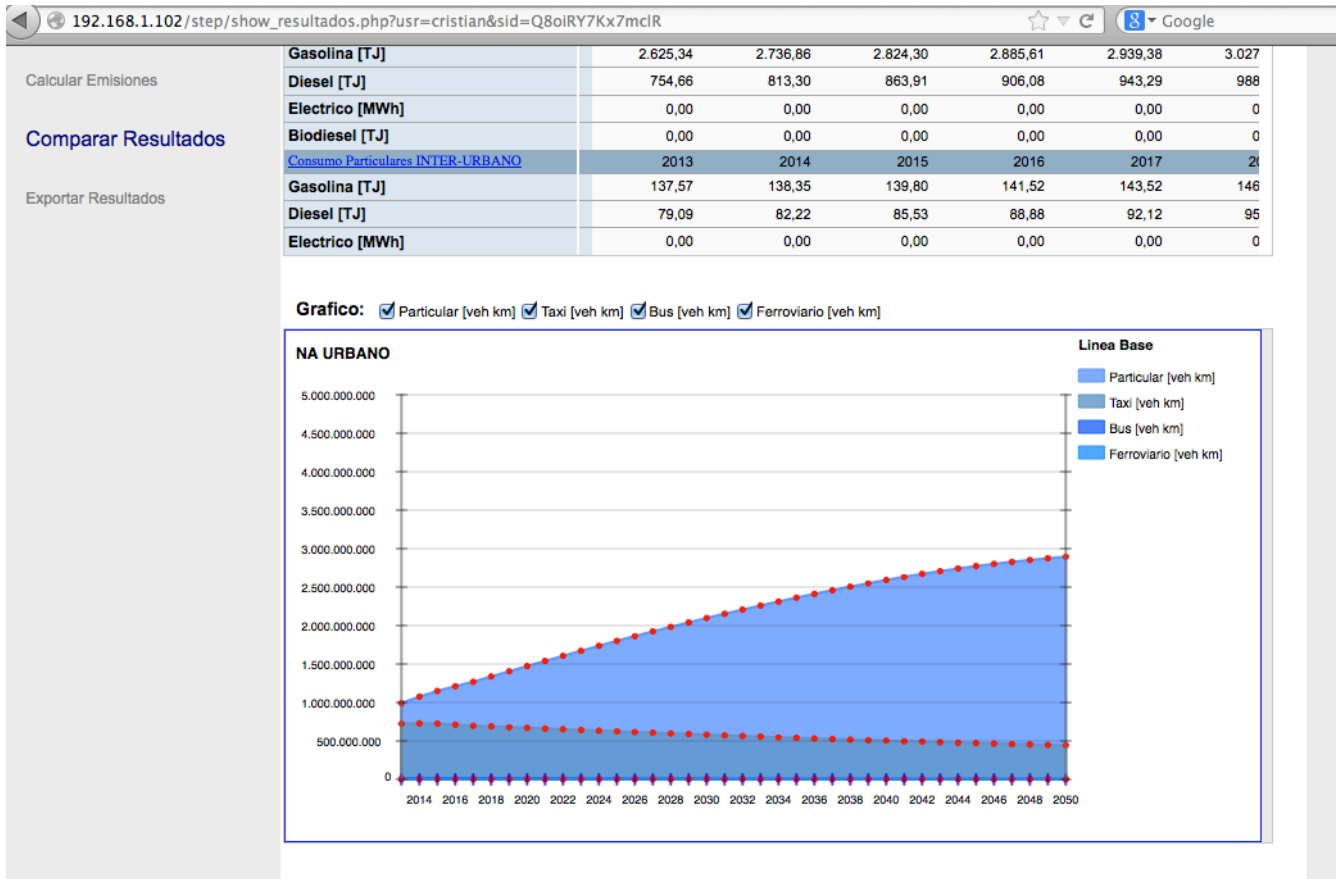 192.168.1.102/step/show_resultados.php?usr=cristian&sid=Q8oiRY7Kx7mclR
Google
Calcular Emisiones
Comparar Resultados
Exportar Resultados
Gasolina [TJ] 2.625,34 2.736,86 2.824,30 2.885,61 2.939,38 3.027
Diesel [TJ] 754,66 813,30 863,91 906,08 943,29 988
Electrico [MWh] 0,00 0,00 0,00 0,00 0,00 0
Biodiesel [TJ] 0,00 0,00 0,00 0,00 0,00 0
Consumo Particulares INTER-URBANO 2013 2014 2015 2016 2017 20
Gasolina [TJ] 137,57 138,35 139,80 141,52 143,52 146
Diesel [TJ] 79,09 82,22 85,53 88,88 92,12 95
Electrico [MWh] 0,00 0,00 0,00 0,00 0,00 0
Grafico: Particular [veh km] Taxi [veh km] Bus [veh km] Ferroviario [veh km]
NA URBANO
Linea Base
Particular [veh km]
Taxi [veh km]
Bus [veh km]
Ferroviario [veh km]
5.000.000.000
4.500.000.000
4.000.000.000
3.500.000.000
3.000.000.000
2.500.000.000
2.000.000.000
1.500.000.000
1.000.000.000
500.000.000
0
2014 2016 2018 2020 2022 2024 2026 2028 2030 2032 2034 2036 2038 2040 2042 2044 2046 2048 2050